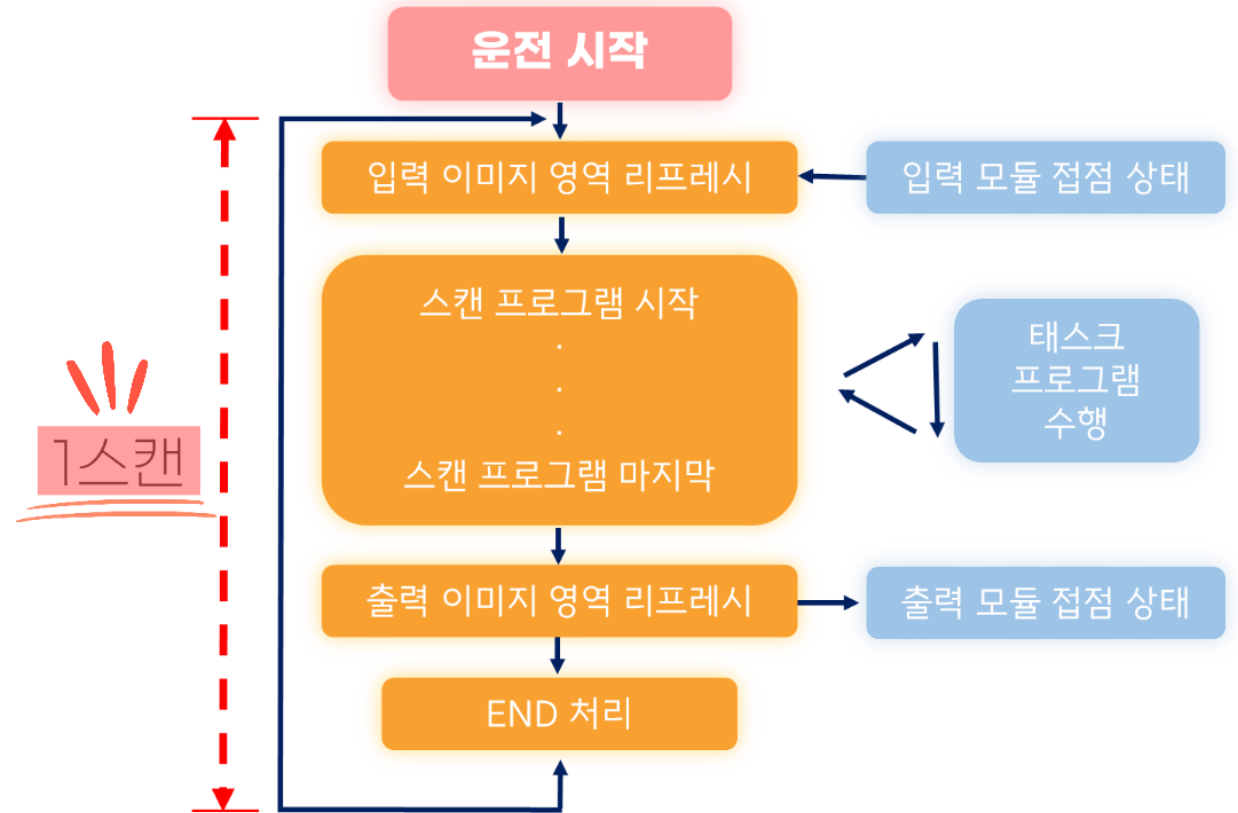 운전 시작
입력 이미지 영역 리프레시
입력 모듈 접점 상태
스캔 프로그램 시작
.
.
.
스캔 프로그램 마지막
태스크
프로그램
수행
1스캔
출력 이미지 영역 리프레시
출력 모듈 접점 상태
END 처리